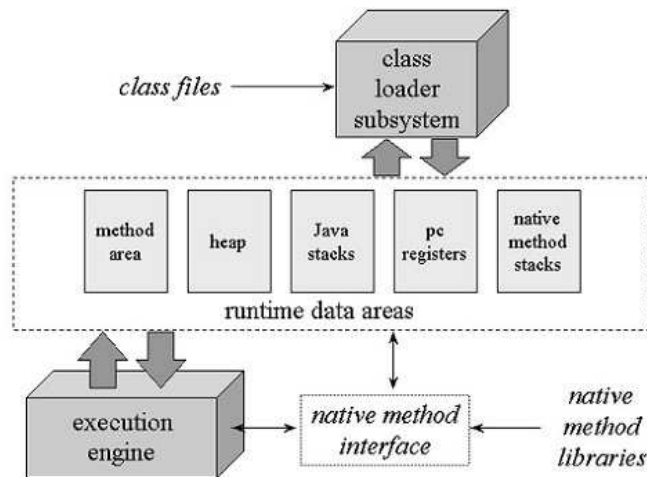 class
loader
subsystem
class files
method
area
heap
Java
stacks
pc
registers
native
method
stacks
runtime data areas
execution
engine
native method
interface
native
method
libraries